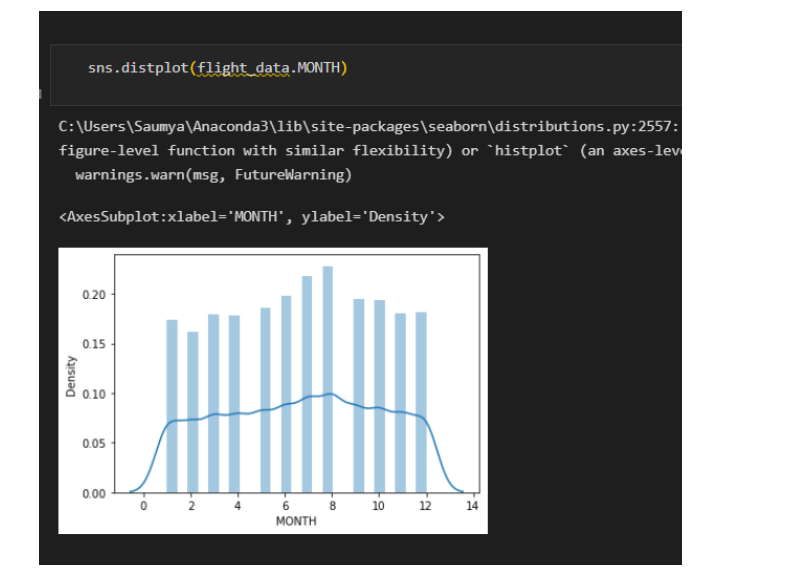 sns.distplot(flight_data.MONTH)
C:\Users\Saumya\Anaconda3\lib\site-packages\seaborn\distributions.py:2557:
figure-level function with similar flexibility) or `histplot` (an axes-lev
warnings.warn(msg, FutureWarning)
<AxesSubplot:xlabel='MONTH', ylabel='Density'>
0.20
0.15
0.10
0.05
0.00
Density
0 2 4 6 8 10 12 14
MONTH